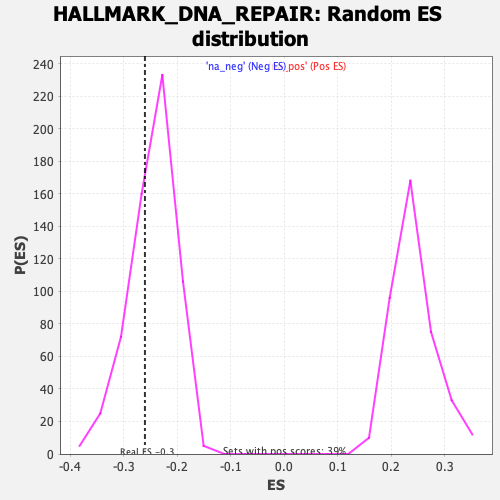 HALLMARK_DNA_REPAIR: Random ES
distribution
'na_neg' (Neg ES) pos' (Pos ES)
240
220
200
180
160
140
120
100
80
60
40
20
0
P(ES)
Real ES -0.3
Sets with pos scores: 39%
-0.4 -0.3 -0.2 -0.1 0.0 0.1 0.2 0.3
ES